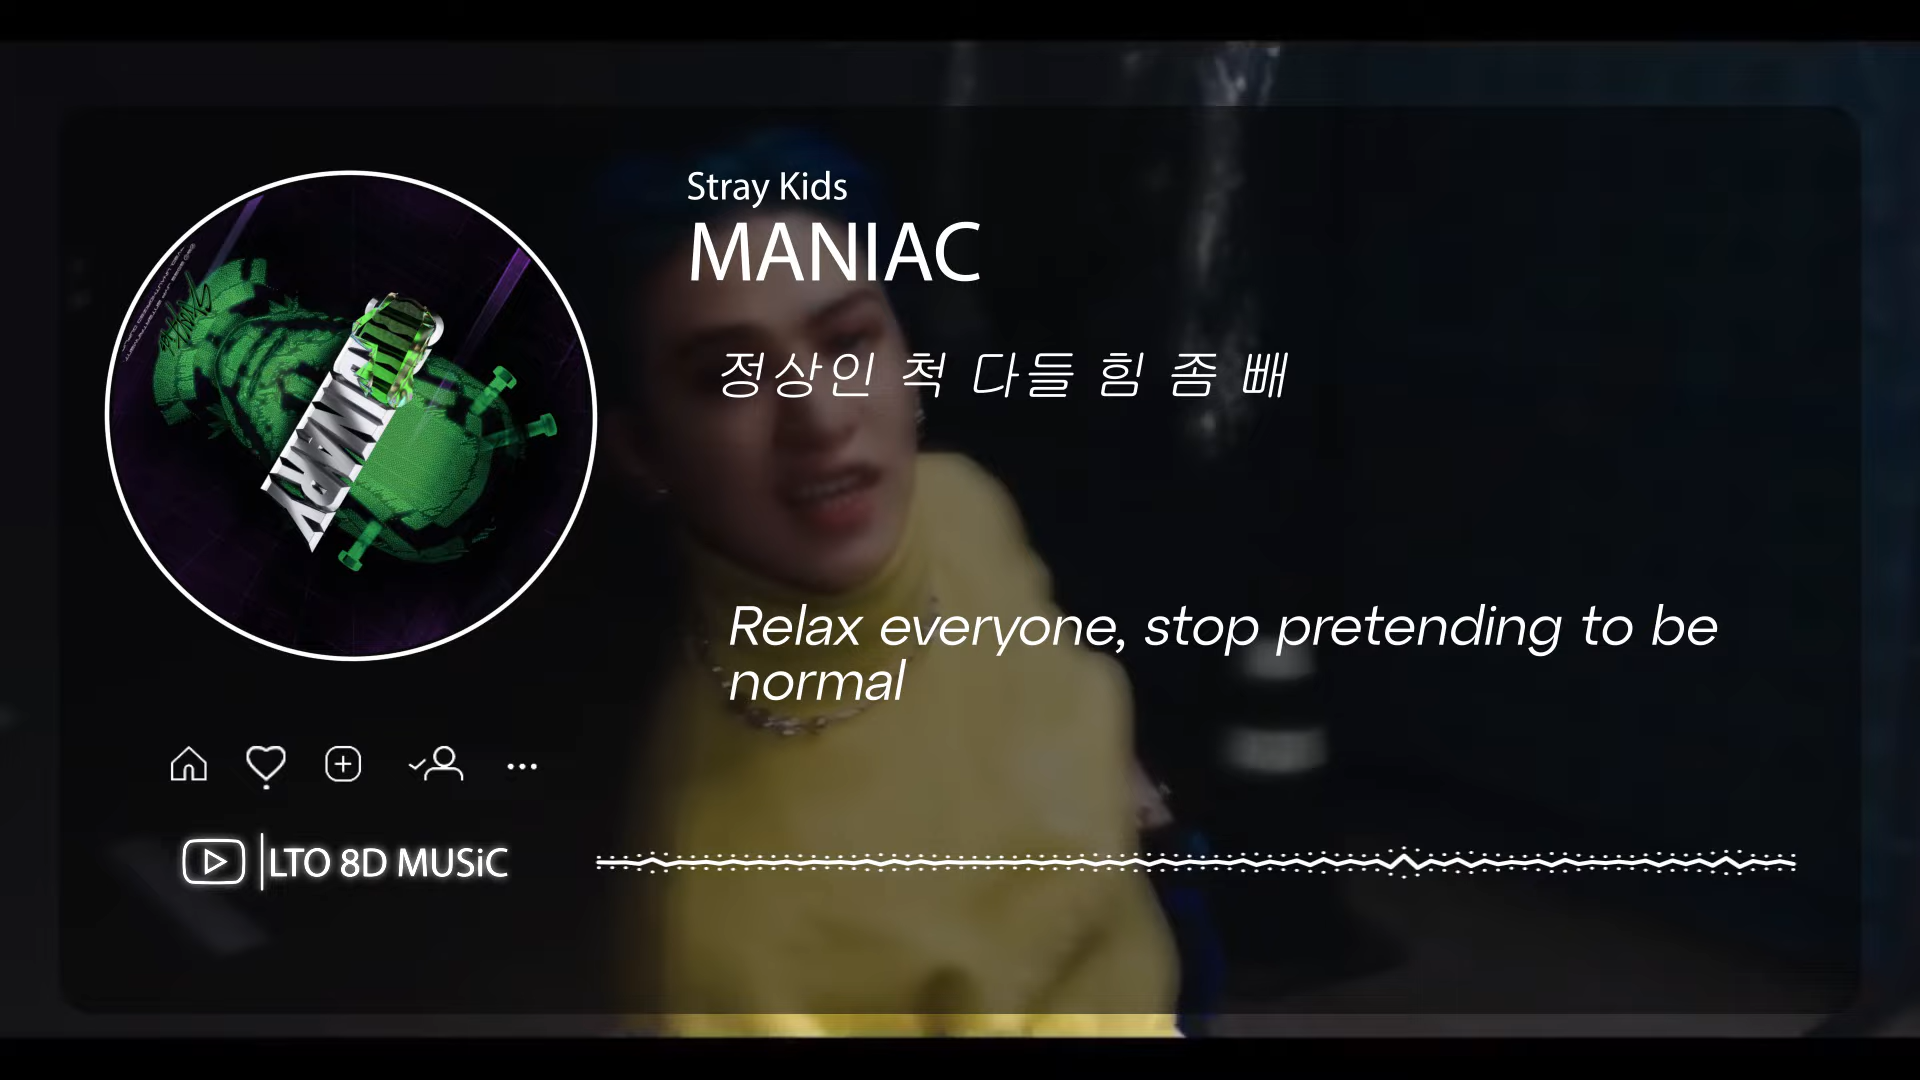 Stray Kids
MANIAC
정상인 척 다들 힘 좀 빼
Relax everyone, stop pretending to be
normal
LTO 8D MUSiC